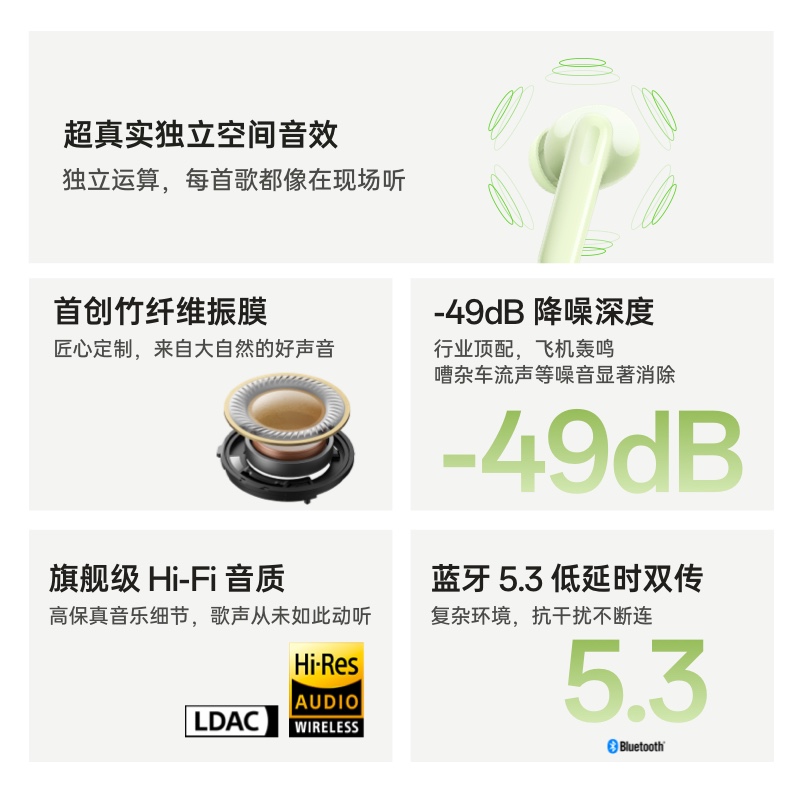 超真实独立空间音效
独立运算，每首歌都像在现场听
首创竹纤维振膜
匠心定制，来自大自然的好声音
-49dB 降噪深度
行业顶配，飞机轰鸣
嘈杂车流声等噪音显著消除
-49dB
旗舰级 Hi-Fi 音质
高保真音乐细节，歌声从未如此动听
Hi-Res
AUDIO
WIRELESS
LDAC
蓝牙 5.3 低延时双传
复杂环境，抗干扰不断连
5.3
Bluetooth